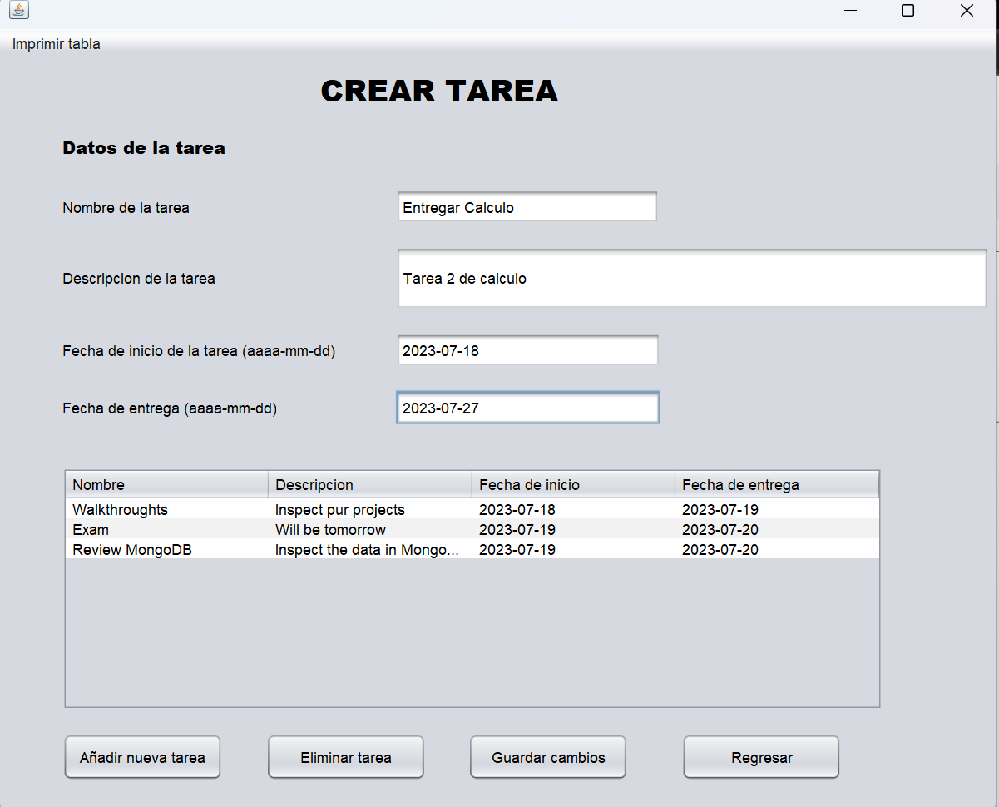 Imprimir tabla
CREAR TAREA
Datos de la tarea
Nombre de la tarea Entregar Calculo
Descripcion de la tarea Tarea 2 de calculo
Fecha de inicio de la tarea (aaaa-mm-dd) 2023-07-18
Fecha de entrega (aaaa-mm-dd) 2023-07-27
Nombre Descripcion Fecha de inicio Fecha de entrega
Walkthroughts Inspect pur projects 2023-07-18 2023-07-19
Exam Will be tomorrow 2023-07-19 2023-07-20
Review MongoDB Inspect the data in Mongo... 2023-07-19 2023-07-20
Añadir nueva tarea Eliminar tarea Guardar cambios Regresar